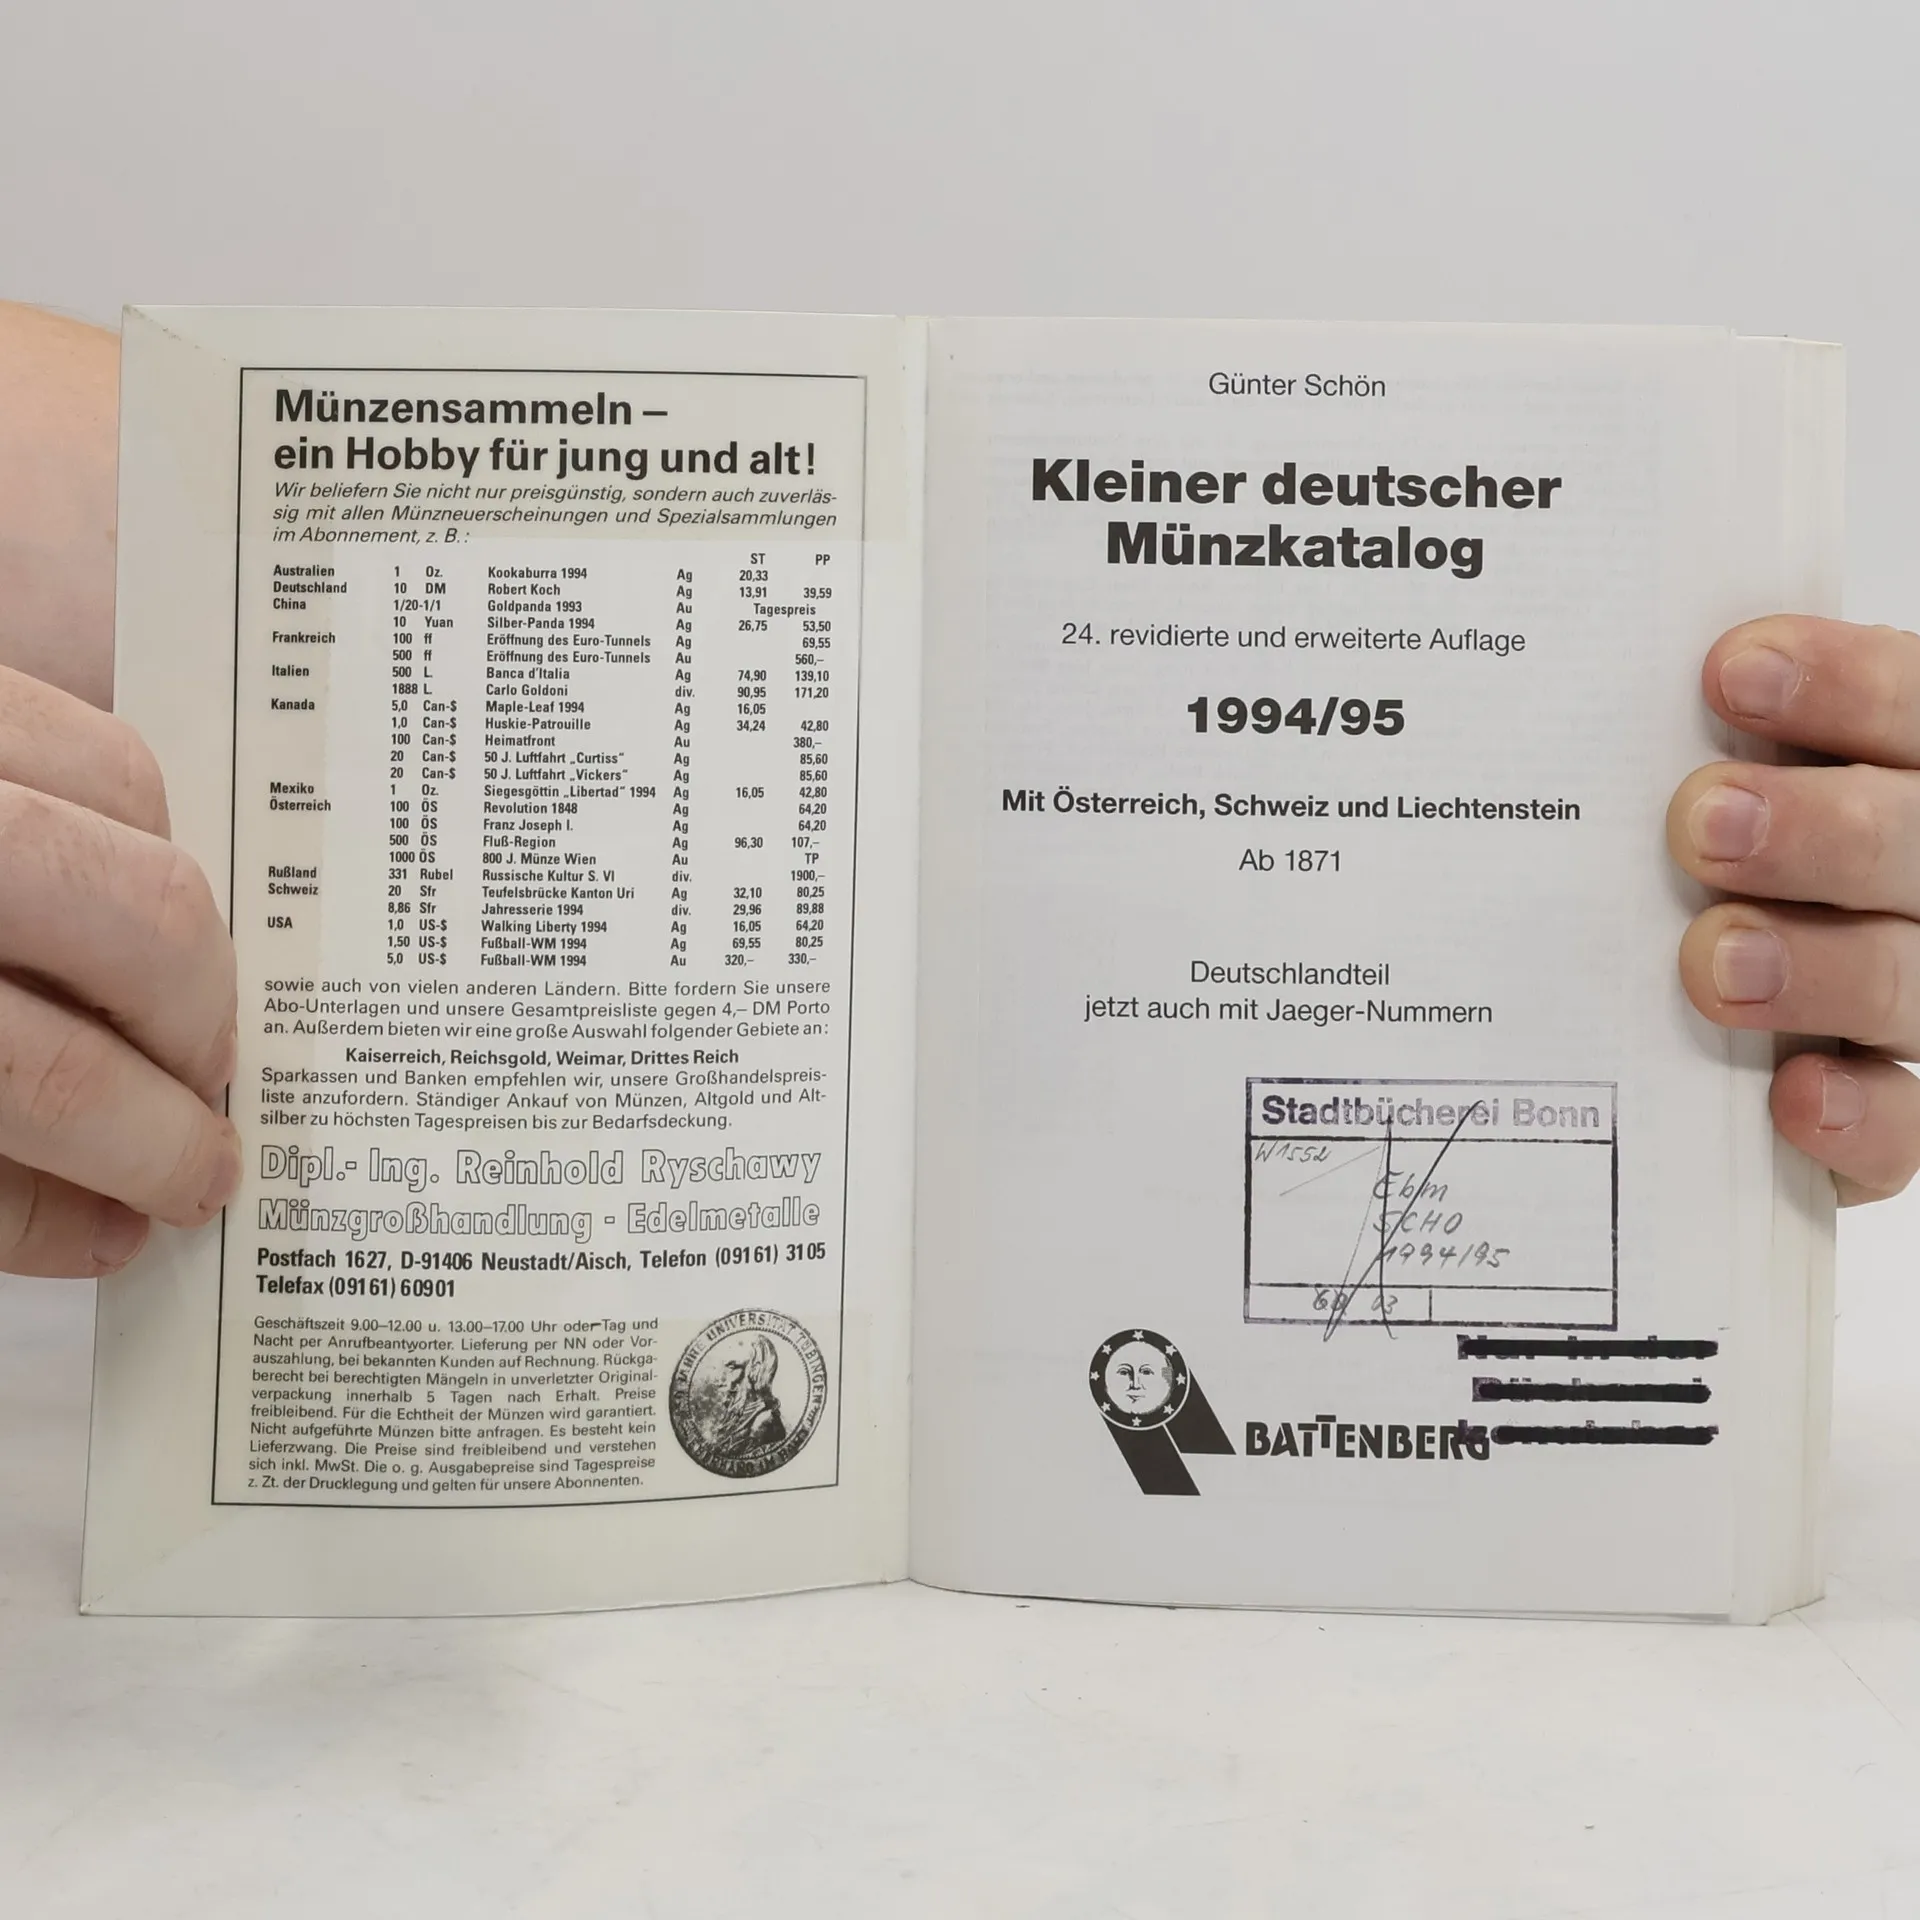 Münzensammeln –
ein Hobby für jung und alt!
Wir beliefern Sie nicht nur preisgünstig, sondern auch zuverläs-
sig mit allen Münzneuerscheinungen und Spezialsammlungen
im Abonnement, z. B.:
ST PP
Australien 1 Oz. Kookaburra 1994 Ag 20,33
Deutschland 10 DM Robert Koch Ag 13,91 39,59
China 1/20-1/1 Goldpanda 1993 Au Tagespreis
10 Yuan Silber-Panda 1994 Ag 26,75 53,50
Frankreich 100 ff Eröffnung des Euro-Tunnels Ag 69,55
500 ff Eröffnung des Euro-Tunnels Au 560,–
Italien 500 L. Banca d'Italia Ag 74,90 139,10
1888 L. Carlo Goldoni div. 90,95 171,20
Kanada 5,0 Can-$ Maple-Leaf 1994 Ag 16,05
1,0 Can-$ Huskie-Patrouille Ag 34,24 42,80
100 Can-$ Heimatfront Au 380,–
20 Can-$ 50 J. Luftfahrt „Curtiss" Ag 85,60
20 Can-$ 50 J. Luftfahrt „Vickers" Ag 85,60
Mexiko 1 Oz. Siegesgöttin „Libertad" 1994 Ag 16,05 42,80
Österreich 100 ÖS Revolution 1848 Ag 64,20
100 ÖS Franz Joseph I. Ag 64,20
500 ÖS Fluß-Region Ag 96,30 107,–
1000 ÖS 800 J. Münze Wien Au TP
Rußland 331 Rubel Russische Kultur S. VI div. 1900,–
Schweiz 20 Sfr Teufelsbrücke Kanton Uri Ag 32,10 80,25
8,86 Sfr Jahresserie 1994 div. 29,96 89,88
USA 1,0 US-$ Walking Liberty 1994 Ag 16,05 64,20
1,50 US-$ Fußball-WM 1994 Ag 69,55 80,25
5,0 US-$ Fußball-WM 1994 Au 320,– 330,–
sowie auch von vielen anderen Ländern. Bitte fordern Sie unsere
Abo-Unterlagen und unsere Gesamtpreisliste gegen 4,– DM Porto
an. Außerdem bieten wir eine große Auswahl folgender Gebiete an:
Kaiserreich, Reichsgold, Weimar, Drittes Reich
Sparkassen und Banken empfehlen wir, unsere Großhandelspreis-
liste anzufordern. Ständiger Ankauf von Münzen, Altgold und Alt-
silber zu höchsten Tagespreisen bis zur Bedarfsdeckung.
Dipl.- Ing. Reinhold Ryschawy
Münzgroßhandlung - Edelmetalle
Postfach 1627, D-91406 Neustadt/Aisch, Telefon (09161) 3105
Telefax (09161) 60901
Geschäftszeit 9.00–12.00 u. 13.00–17.00 Uhr oder Tag und
Nacht per Anrufbeantworter. Lieferung per NN oder Vor-
auszahlung, bei bekannten Kunden auf Rechnung. Rückga-
berecht bei berechtigten Mängeln in unverletzter Original-
verpackung innerhalb 5 Tagen nach Erhalt. Preise
freibleibend. Für die Echtheit der Münzen wird garantiert.
Nicht aufgeführte Münzen bitte anfragen. Es besteht kein
Lieferzwang. Die Preise sind freibleibend und verstehen
sich inkl. MwSt. Die o. g. Ausgabepreise sind Tagespreise
z. Zt. der Drucklegung und gelten für unsere Abonnenten.
JAHRE UNIVERSITÄT TÜBINGEN
Günter Schön
Kleiner deutscher
Münzkatalog
24. revidierte und erweiterte Auflage
1994/95
Mit Österreich, Schweiz und Liechtenstein
Ab 1871
Deutschlandteil
jetzt auch mit Jaeger-Nummern
Stadtbücherei Bonn
W1552
Ebm
SCHO
1994/95
03
BATTENBERG